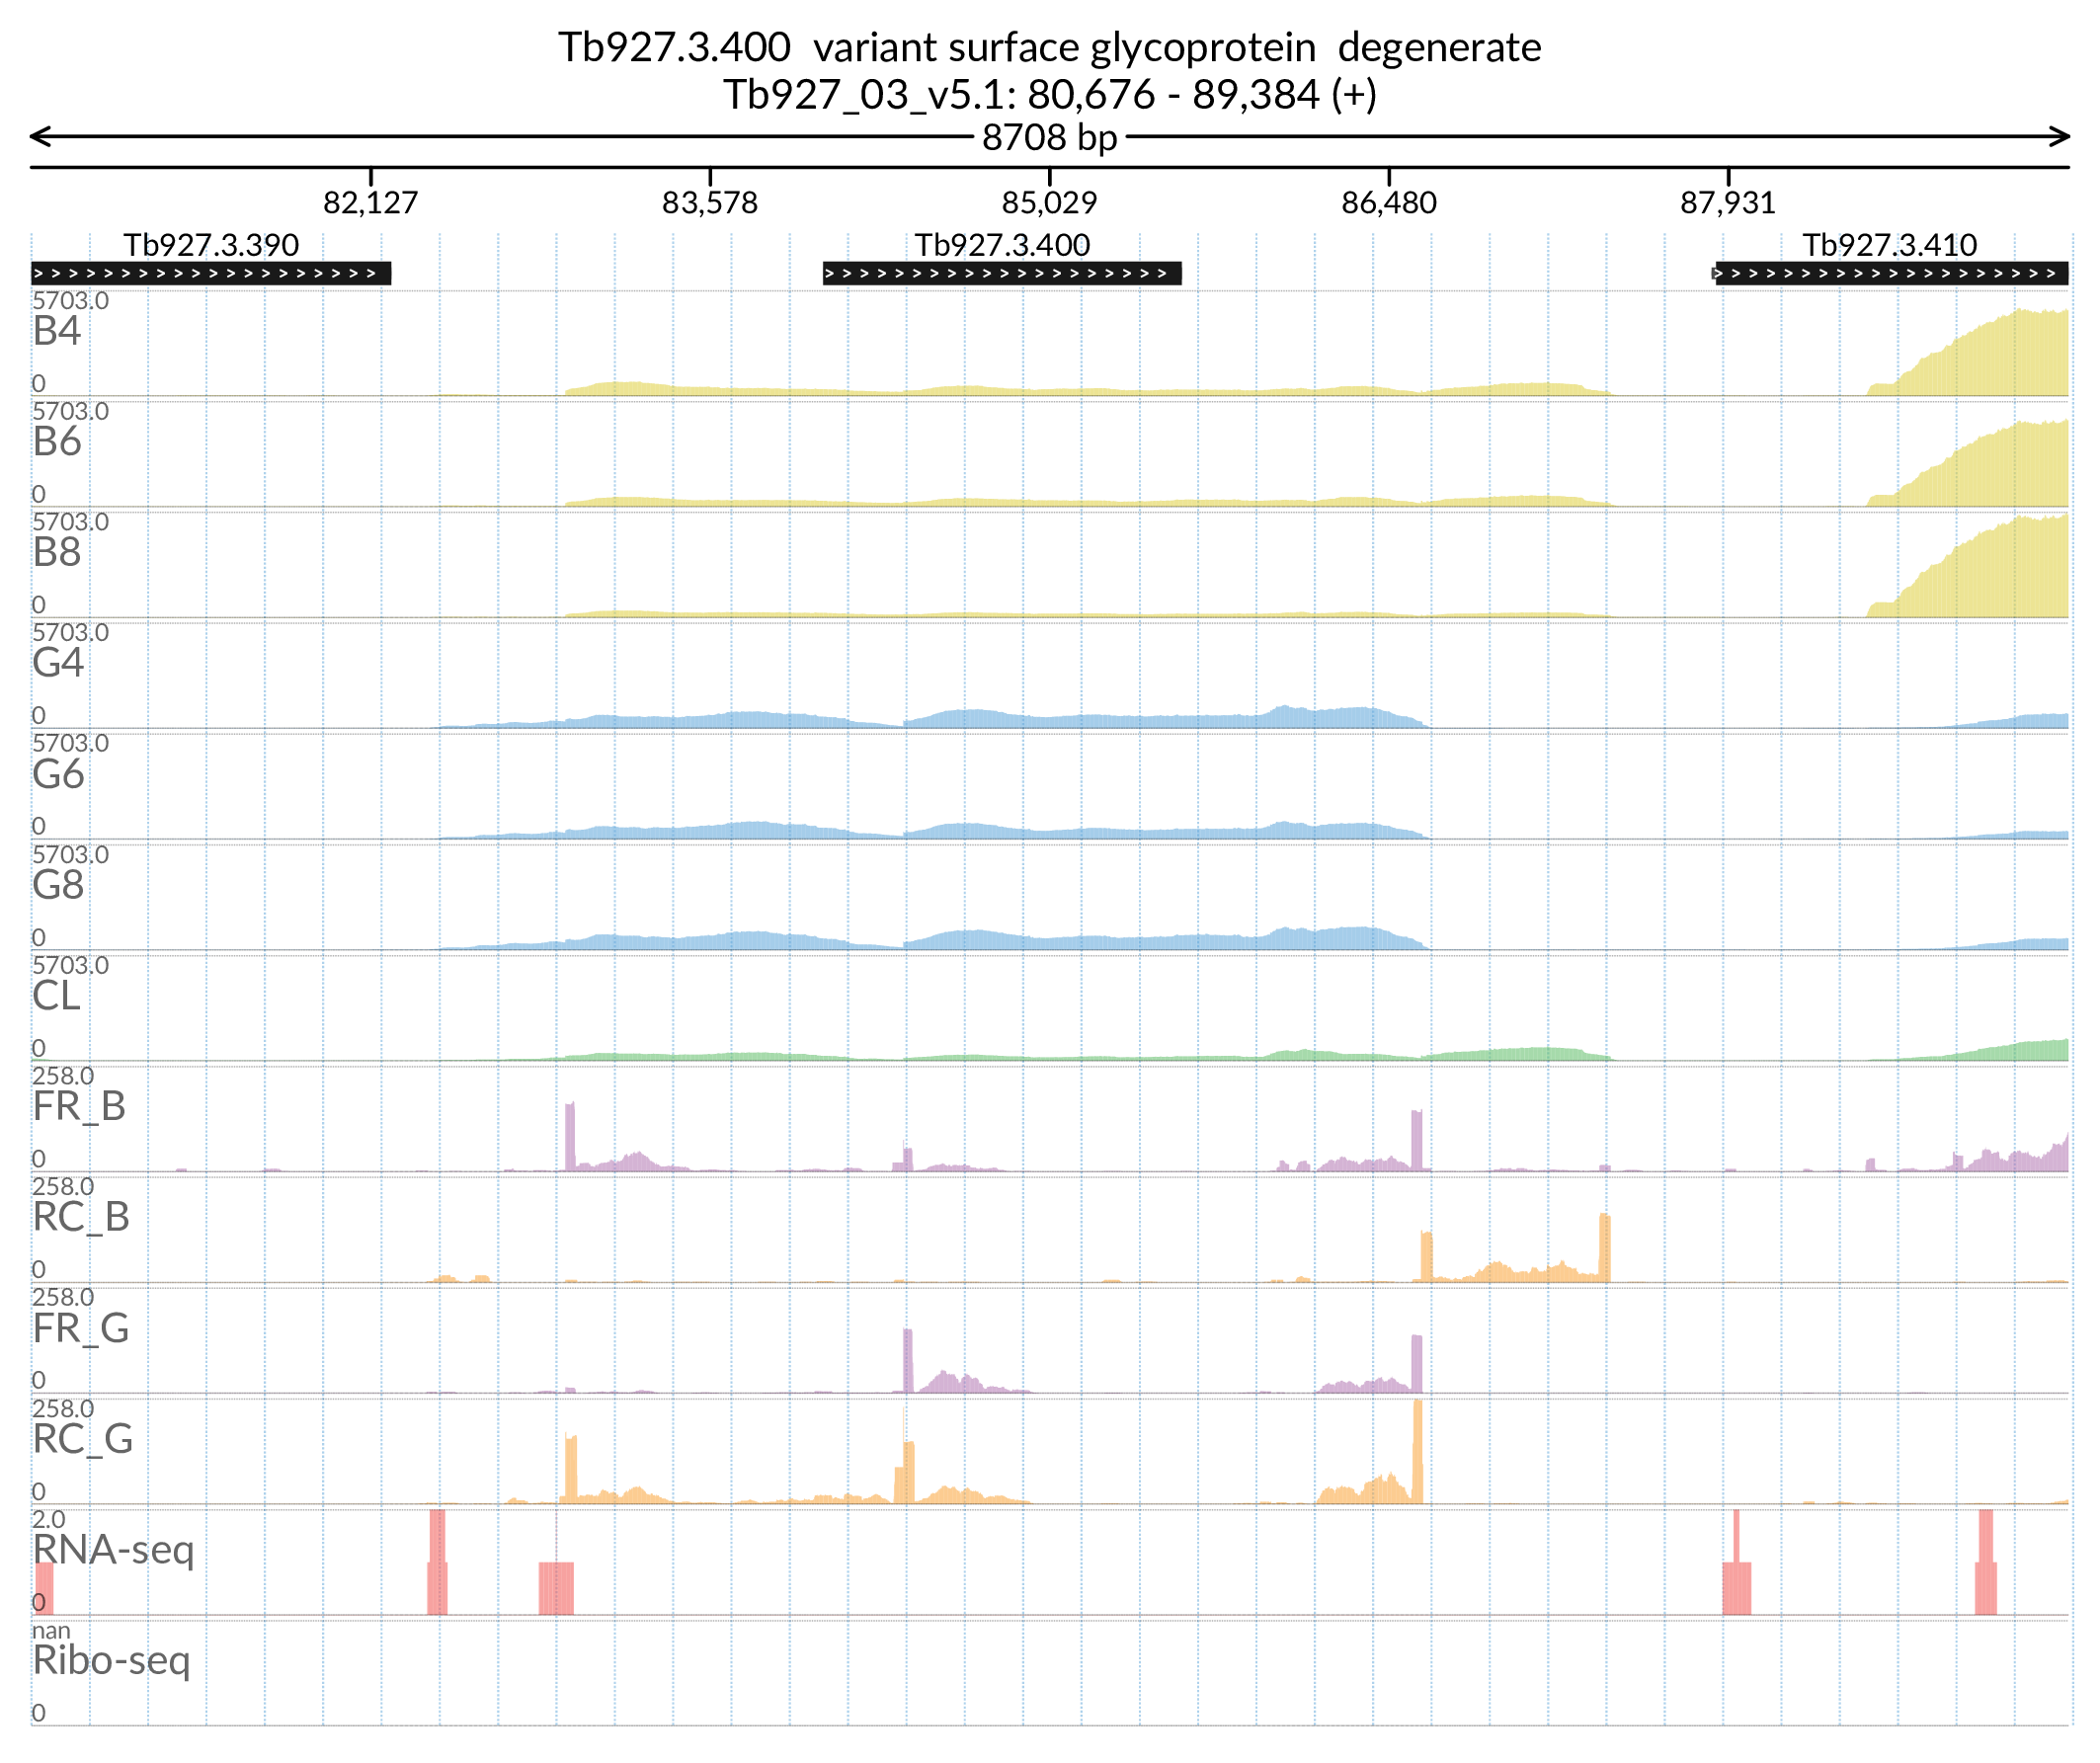 Tb927.3.400  variant surface glycoprotein  degenerate
Tb927_03_v5.1: 80,676 - 89,384 (+)
8708 bp
82,127 83,578 85,029 86,480 87,931
Tb927.3.390 Tb927.3.400 Tb927.3.410
5703.0
B4
0
5703.0
B6
0
5703.0
B8
0
5703.0
G4
0
5703.0
G6
0
5703.0
G8
0
5703.0
CL
0
258.0
FR_B
0
258.0
RC_B
0
258.0
FR_G
0
258.0
RC_G
0
2.0
RNA-seq
0
nan
Ribo-seq
0